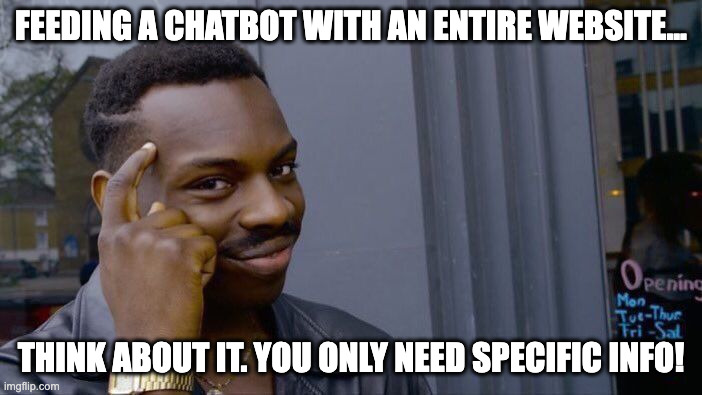 FEEDING A CHATBOT WITH AN ENTIRE WEBSITE...
Opening
Mon
Tue-Thur
Fri-Sat
THINK ABOUT IT. YOU ONLY NEED SPECIFIC INFO!
imgflip.com